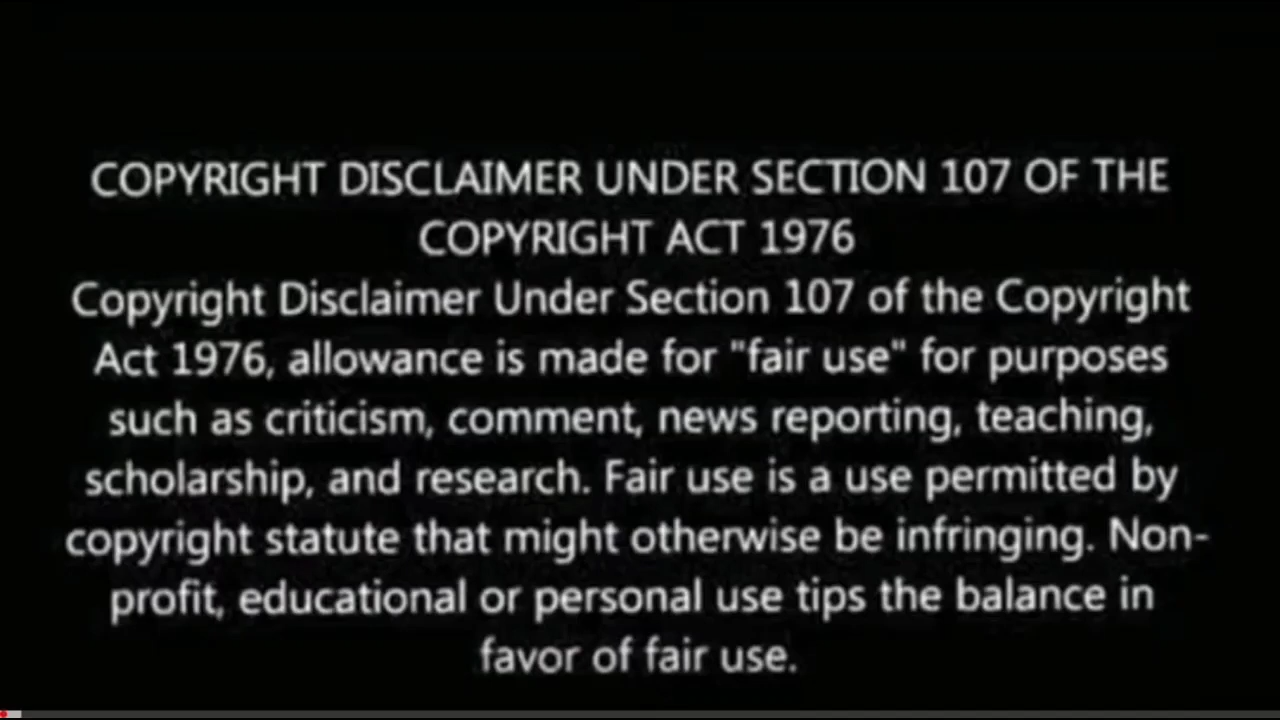 COPYRIGHT DISCLAIMER UNDER SECTION 107 OF THE
COPYRIGHT ACT 1976
Copyright Disclaimer Under Section 107 of the Copyright
Act 1976, allowance is made for "fair use" for purposes
such as criticism, comment, news reporting, teaching,
scholarship, and research. Fair use is a use permitted by
copyright statute that might otherwise be infringing. Non-
profit, educational or personal use tips the balance in
favor of fair use.